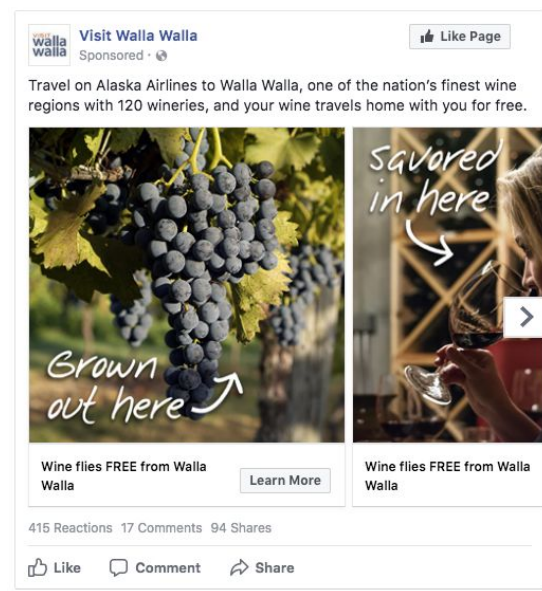 VISIT
walla
walla
Visit Walla Walla
Sponsored ·
Like Page
Travel on Alaska Airlines to Walla Walla, one of the nation's finest wine
regions with 120 wineries, and your wine travels home with you for free.
Grown
out here
Savored
in here
Wine flies FREE from Walla
Walla
Learn More
Wine flies FREE from Walla
Walla
415 Reactions 17 Comments 94 Shares
Like Comment Share